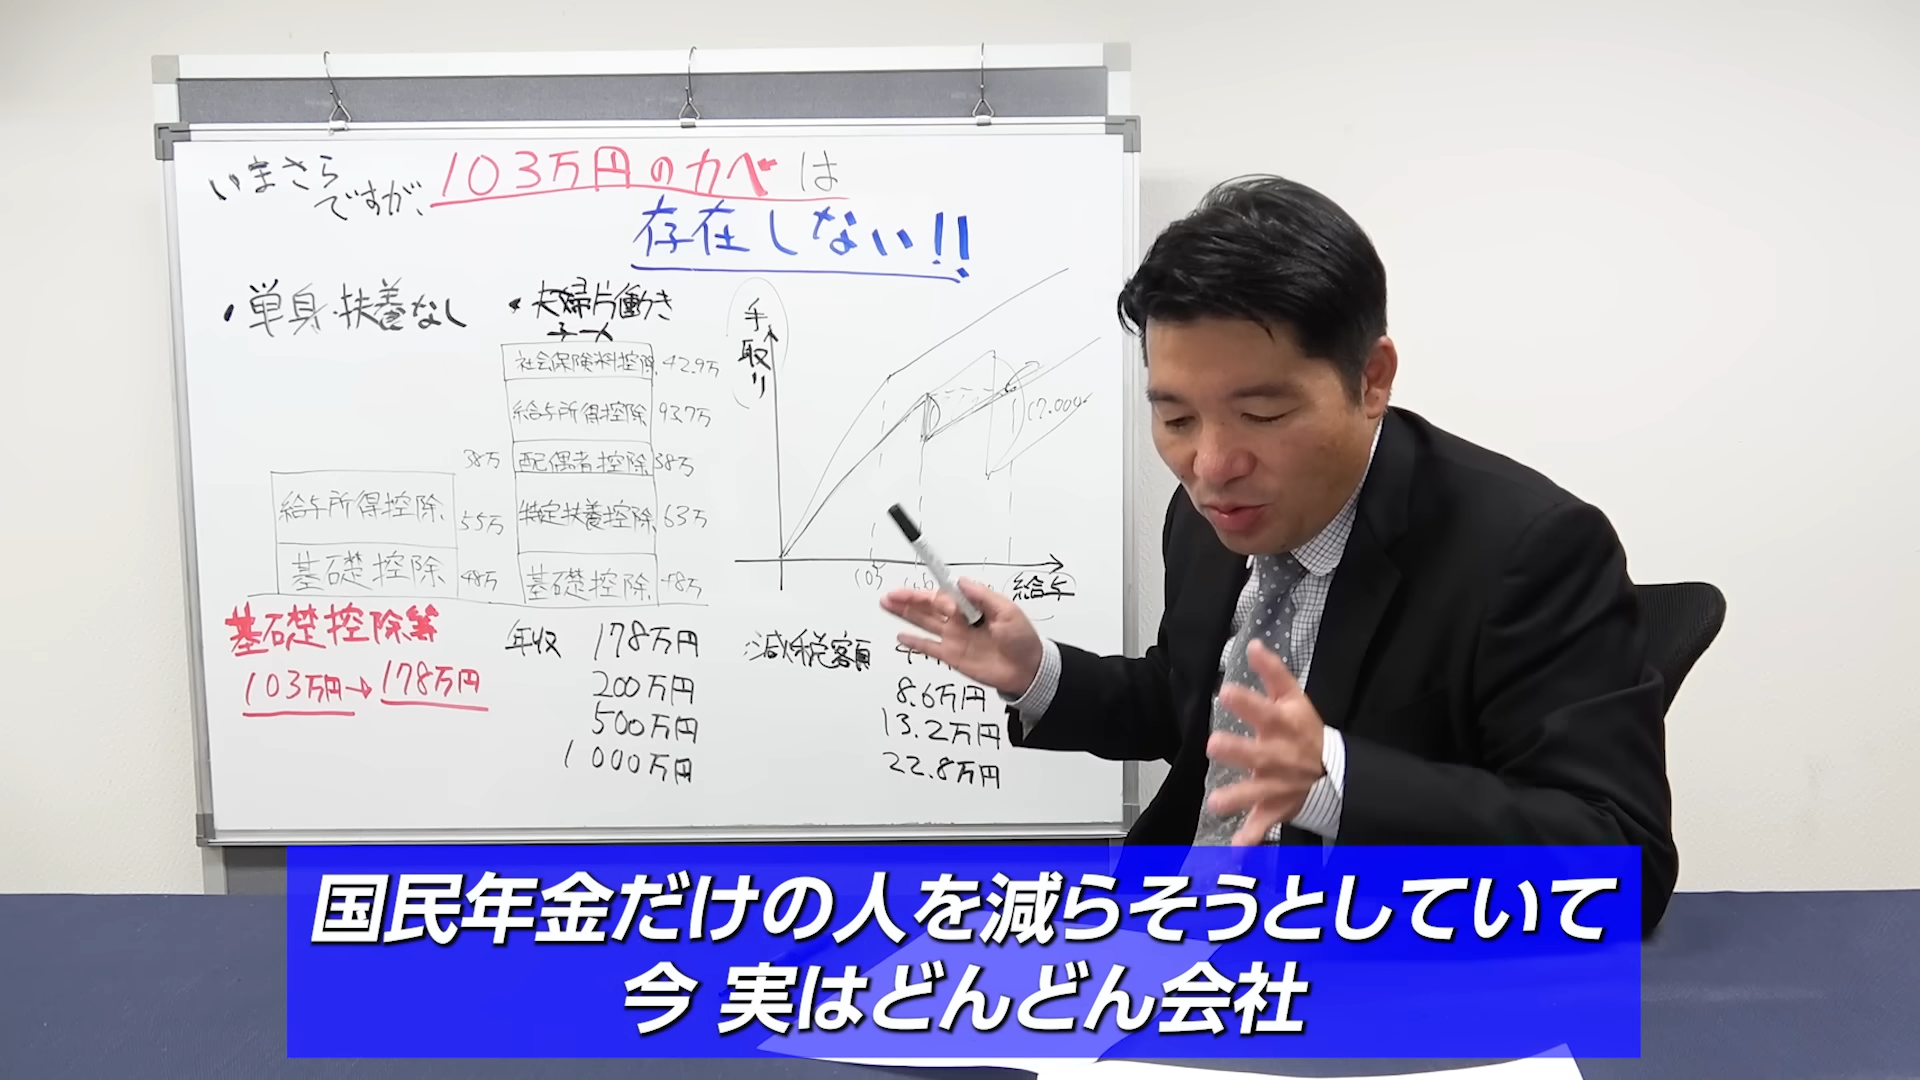 いまさら
ですが、
103万円のカベは
存在しない!!
・単身・扶養なし
・夫婦片働き
子一人
社会保険料控除 42.9万
給与所得控除 93.7万
38万 配偶者控除 38万
特定扶養控除 63万
基礎控除 48万
給与所得控除 55万
基礎控除 48万
手取り
103
給与
17,000
基礎控除等
103万円→178万円
年収 178万円
200万円
500万円
1000万円
:減税額
8.6万円
13.2万円
22.8万円
国民年金だけの人を減らそうとしていて
今 実はどんどん会社